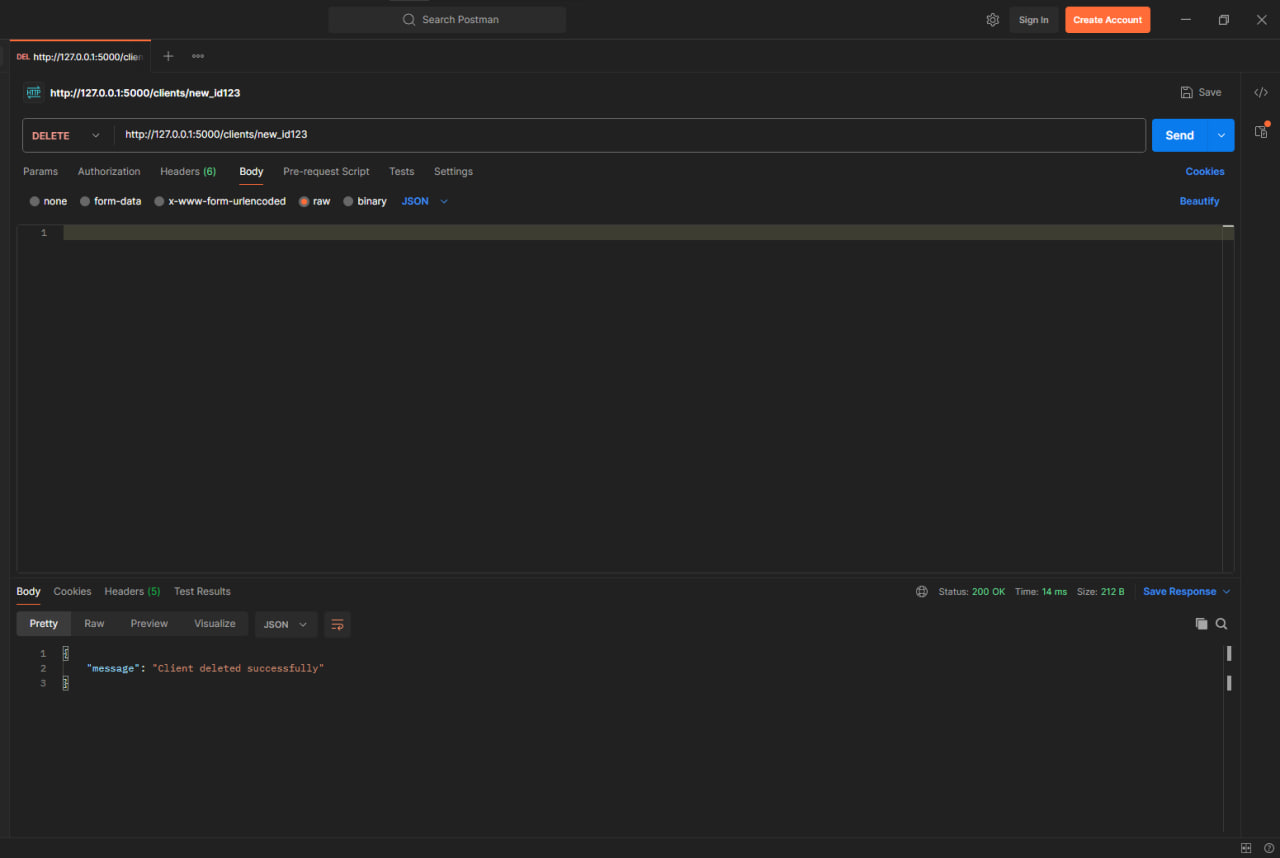 Search Postman
Sign In
Create Account
DEL http://127.0.0.1:5000/clien
HTTP http://127.0.0.1:5000/clients/new_id123
Save
DELETE http://127.0.0.1:5000/clients/new_id123
Send
Params Authorization Headers (6) Body Pre-request Script Tests Settings Cookies
none form-data x-www-form-urlencoded raw binary JSON Beautify
1
Body Cookies Headers (5) Test Results Status: 200 OK Time: 14 ms Size: 212 B Save Response
Pretty Raw Preview Visualize JSON
1 {
2 "message": "Client deleted successfully"
3 }